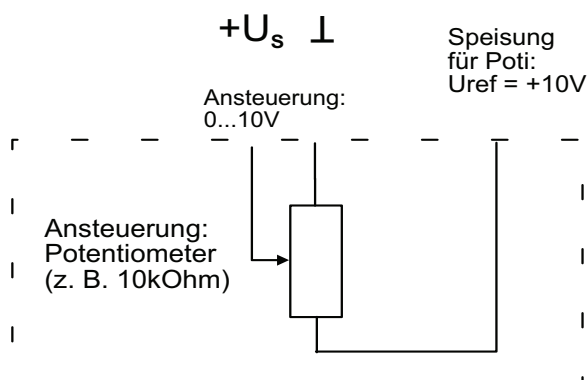 +Us ⊥
Speisung
für Poti:
Uref = +10V
Ansteuerung:
0...10V
Ansteuerung:
Potentiometer
(z. B. 10kOhm)